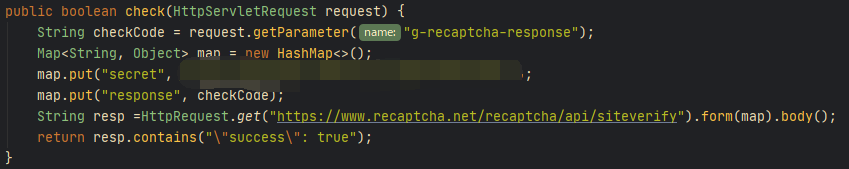 public boolean check(HttpServletRequest request) {
String checkCode = request.getParameter( name: "g-recaptcha-response");
Map<String, Object> map = new HashMap<>();
map.put("secret", ;
map.put("response", checkCode);
String resp =HttpRequest.get("https://www.recaptcha.net/recaptcha/api/siteverify").form(map).body();
return resp.contains("\"success\": true");
}